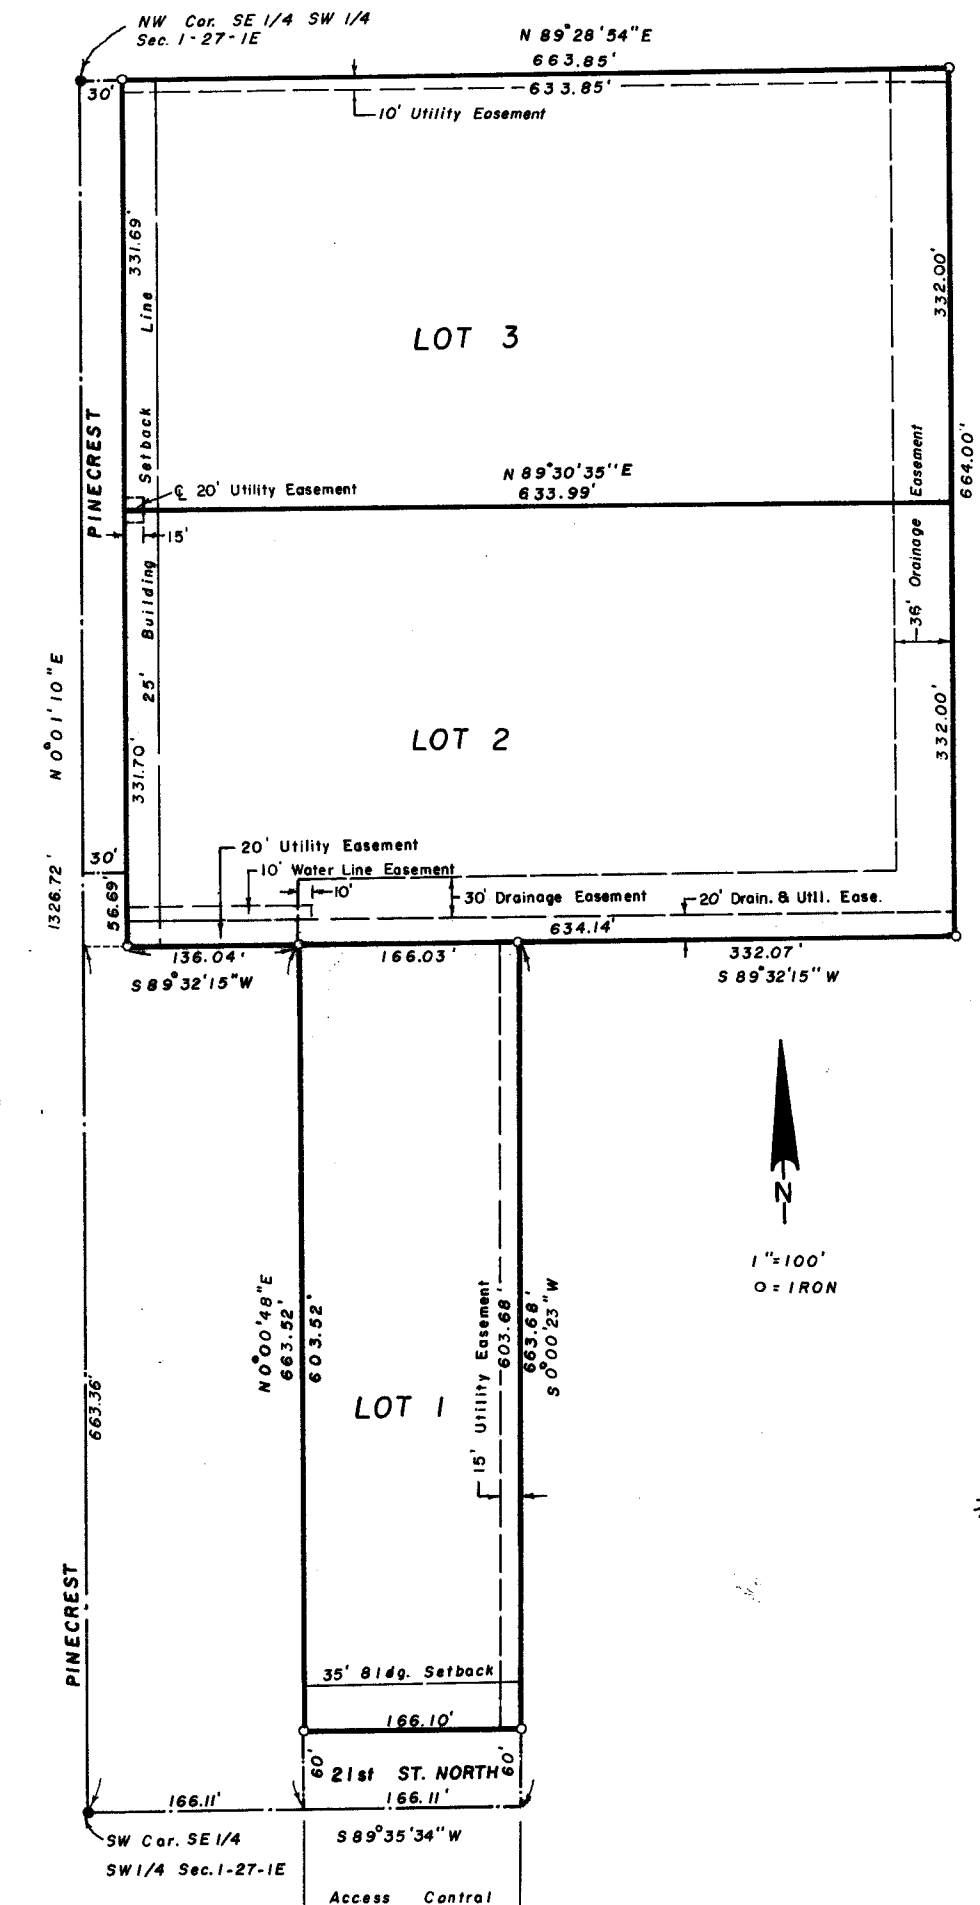 NW Cor. SE 1/4 SW 1/4
Sec. 1-27-1E
N 89°28'54"E
663.85'
30'
633.85'
10' Utility Easement
331.69'
25' Building Setback Line
332.00'
LOT 3
PINECREST
N 89°30'35"E
633.99'
℄ 20' Utility Easement
15'
36' Drainage Easement
664.00"
N 0°01'10"E
1326.72'
331.70'
LOT 2
332.00'
20' Utility Easement
30'
10' Water Line Easement
10'
56.69'
30' Drainage Easement
20' Drain. & Util. Ease.
634.14'
136.04'
166.03'
332.07'
S 89°32'15"W
S 89°32'15" W
N
1"=100'
O = IRON
N 0°00'48"E
663.52'
603.52'
15' Utility Easement
603.68'
663.68'
S 0°00'23"W
663.36'
LOT 1
PINECREST
35' Bldg. Setback
166.10'
60'
21st ST. NORTH
60'
166.11'
166.11'
S 89°35'34" W
SW Cor. SE 1/4
SW 1/4 Sec. 1-27-1E
Access Control